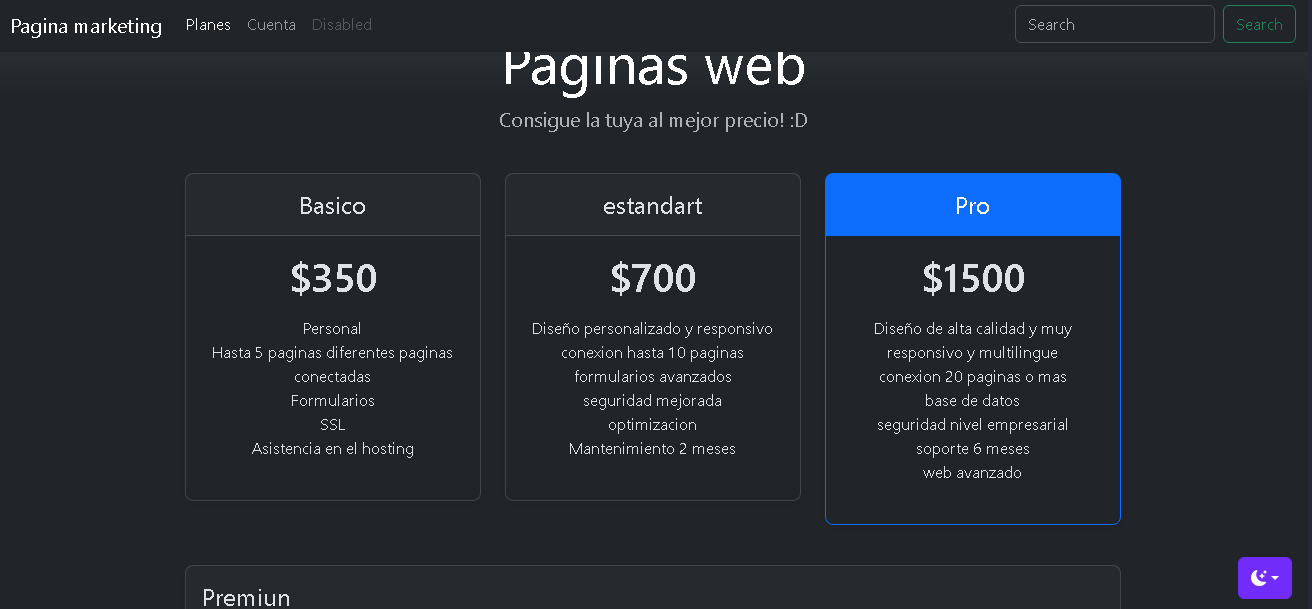 Pagina marketing Planes Cuenta Disabled Search Search
Paginas web
Consigue la tuya al mejor precio! :D
Basico
$350
Personal
Hasta 5 paginas diferentes paginas
conectadas
Formularios
SSL
Asistencia en el hosting
estandart
$700
Diseño personalizado y responsivo
conexion hasta 10 paginas
formularios avanzados
seguridad mejorada
optimizacion
Mantenimiento 2 meses
Pro
$1500
Diseño de alta calidad y muy
responsivo y multilingue
conexion 20 paginas o mas
base de datos
seguridad nivel empresarial
soporte 6 meses
web avanzado
Premiun